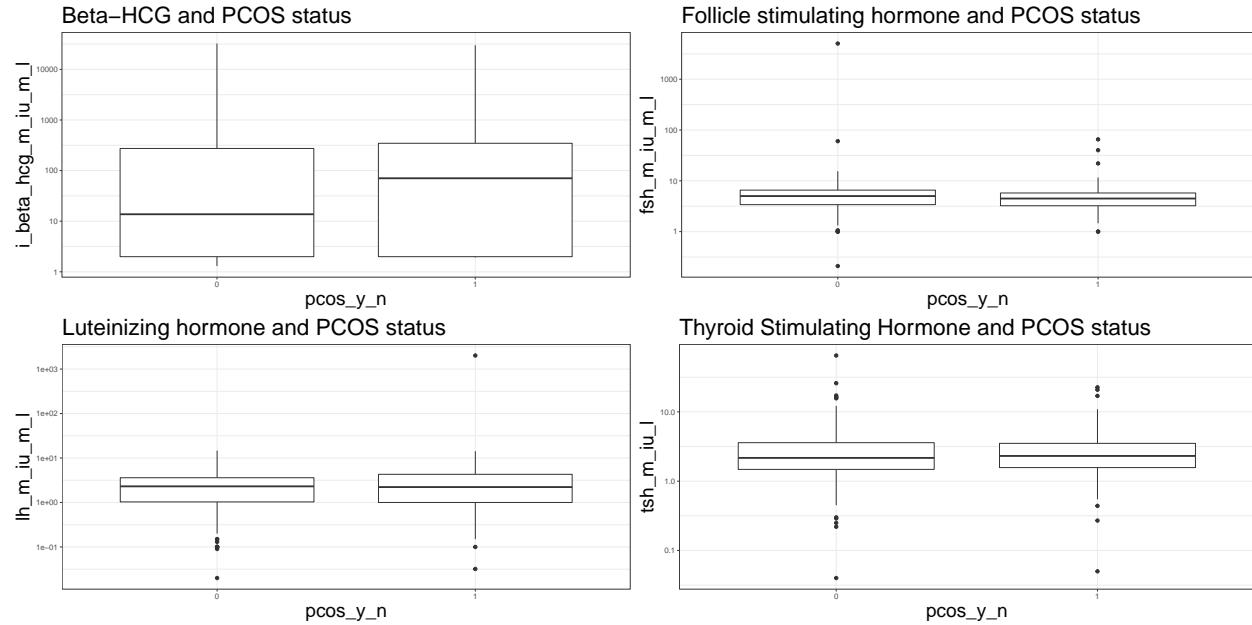 Beta−HCG and PCOS status
i_beta_hcg_m_iu_m_l
10000
1000
100
10
1
0
1
pcos_y_n
Follicle stimulating hormone and PCOS status
fsh_m_iu_m_l
1000
100
10
1
0
1
pcos_y_n
Luteinizing hormone and PCOS status
lh_m_iu_m_l
1e+03
1e+02
1e+01
1e+00
1e−01
0
1
pcos_y_n
Thyroid Stimulating Hormone and PCOS status
tsh_m_iu_l
10.0
1.0
0.1
0
1
pcos_y_n